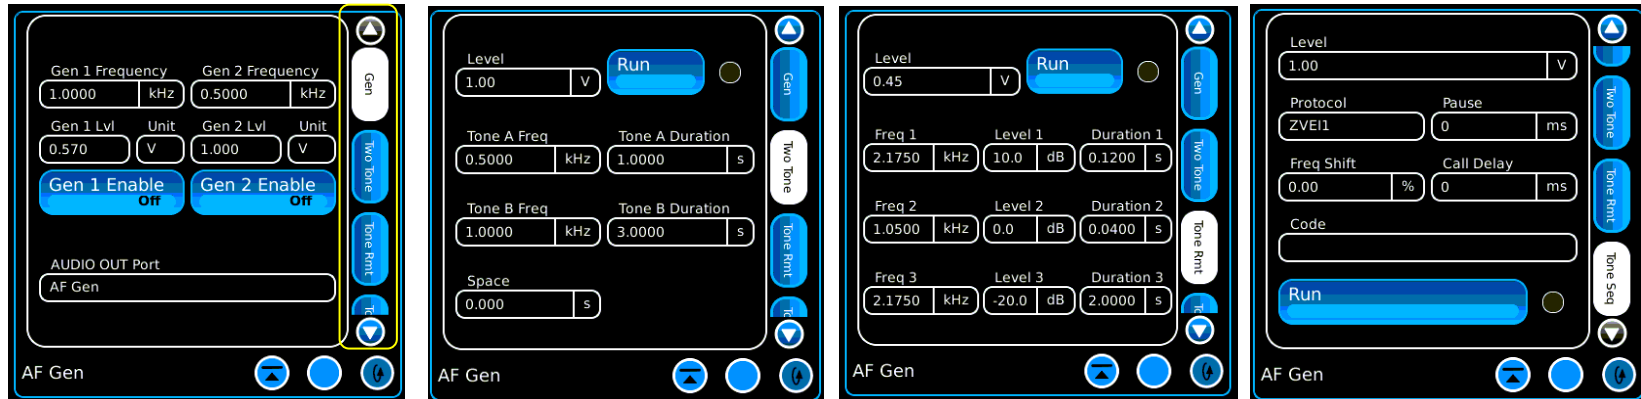 Gen 1 Frequency Gen 2 Frequency
1.0000 kHz 0.5000 kHz
Gen 1 Lvl Unit Gen 2 Lvl Unit
0.570 V 1.000 V
Gen 1 Enable Gen 2 Enable
Off Off
AUDIO OUT Port
AF Gen
Gen
Two Tone
Tone Rmt
To
AF Gen
Level
1.00 V
Run
Tone A Freq Tone A Duration
0.5000 kHz 1.0000 s
Tone B Freq Tone B Duration
1.0000 kHz 3.0000 s
Space
0.000 s
Gen
Two Tone
Tone Rmt
To
AF Gen
Level
0.45 V
Run
Freq 1 Level 1 Duration 1
2.1750 kHz 10.0 dB 0.1200 s
Freq 2 Level 2 Duration 2
1.0500 kHz 0.0 dB 0.0400 s
Freq 3 Level 3 Duration 3
2.1750 kHz -20.0 dB 2.0000 s
Gen
Two Tone
Tone Rmt
To
AF Gen
Level
1.00 V
Protocol Pause
ZVEI1 0 ms
Freq Shift Call Delay
0.00 % 0 ms
Code
Run
Two Tone
Tone Rmt
Tone Seq
AF Gen